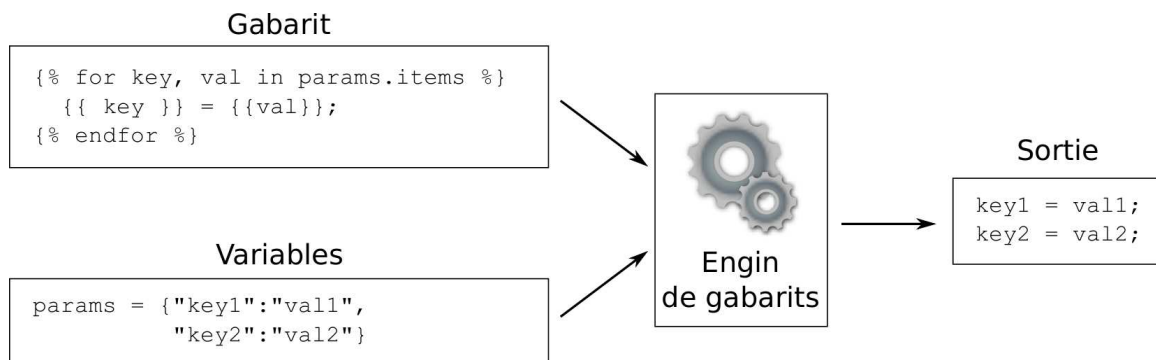 Gabarit
{% for key, val in params.items %}
{{ key }} = {{val}};
{% endfor %}
Variables
params = {"key1":"val1",
"key2":"val2"}
Engin
de gabarits
Sortie
key1 = val1;
key2 = val2;